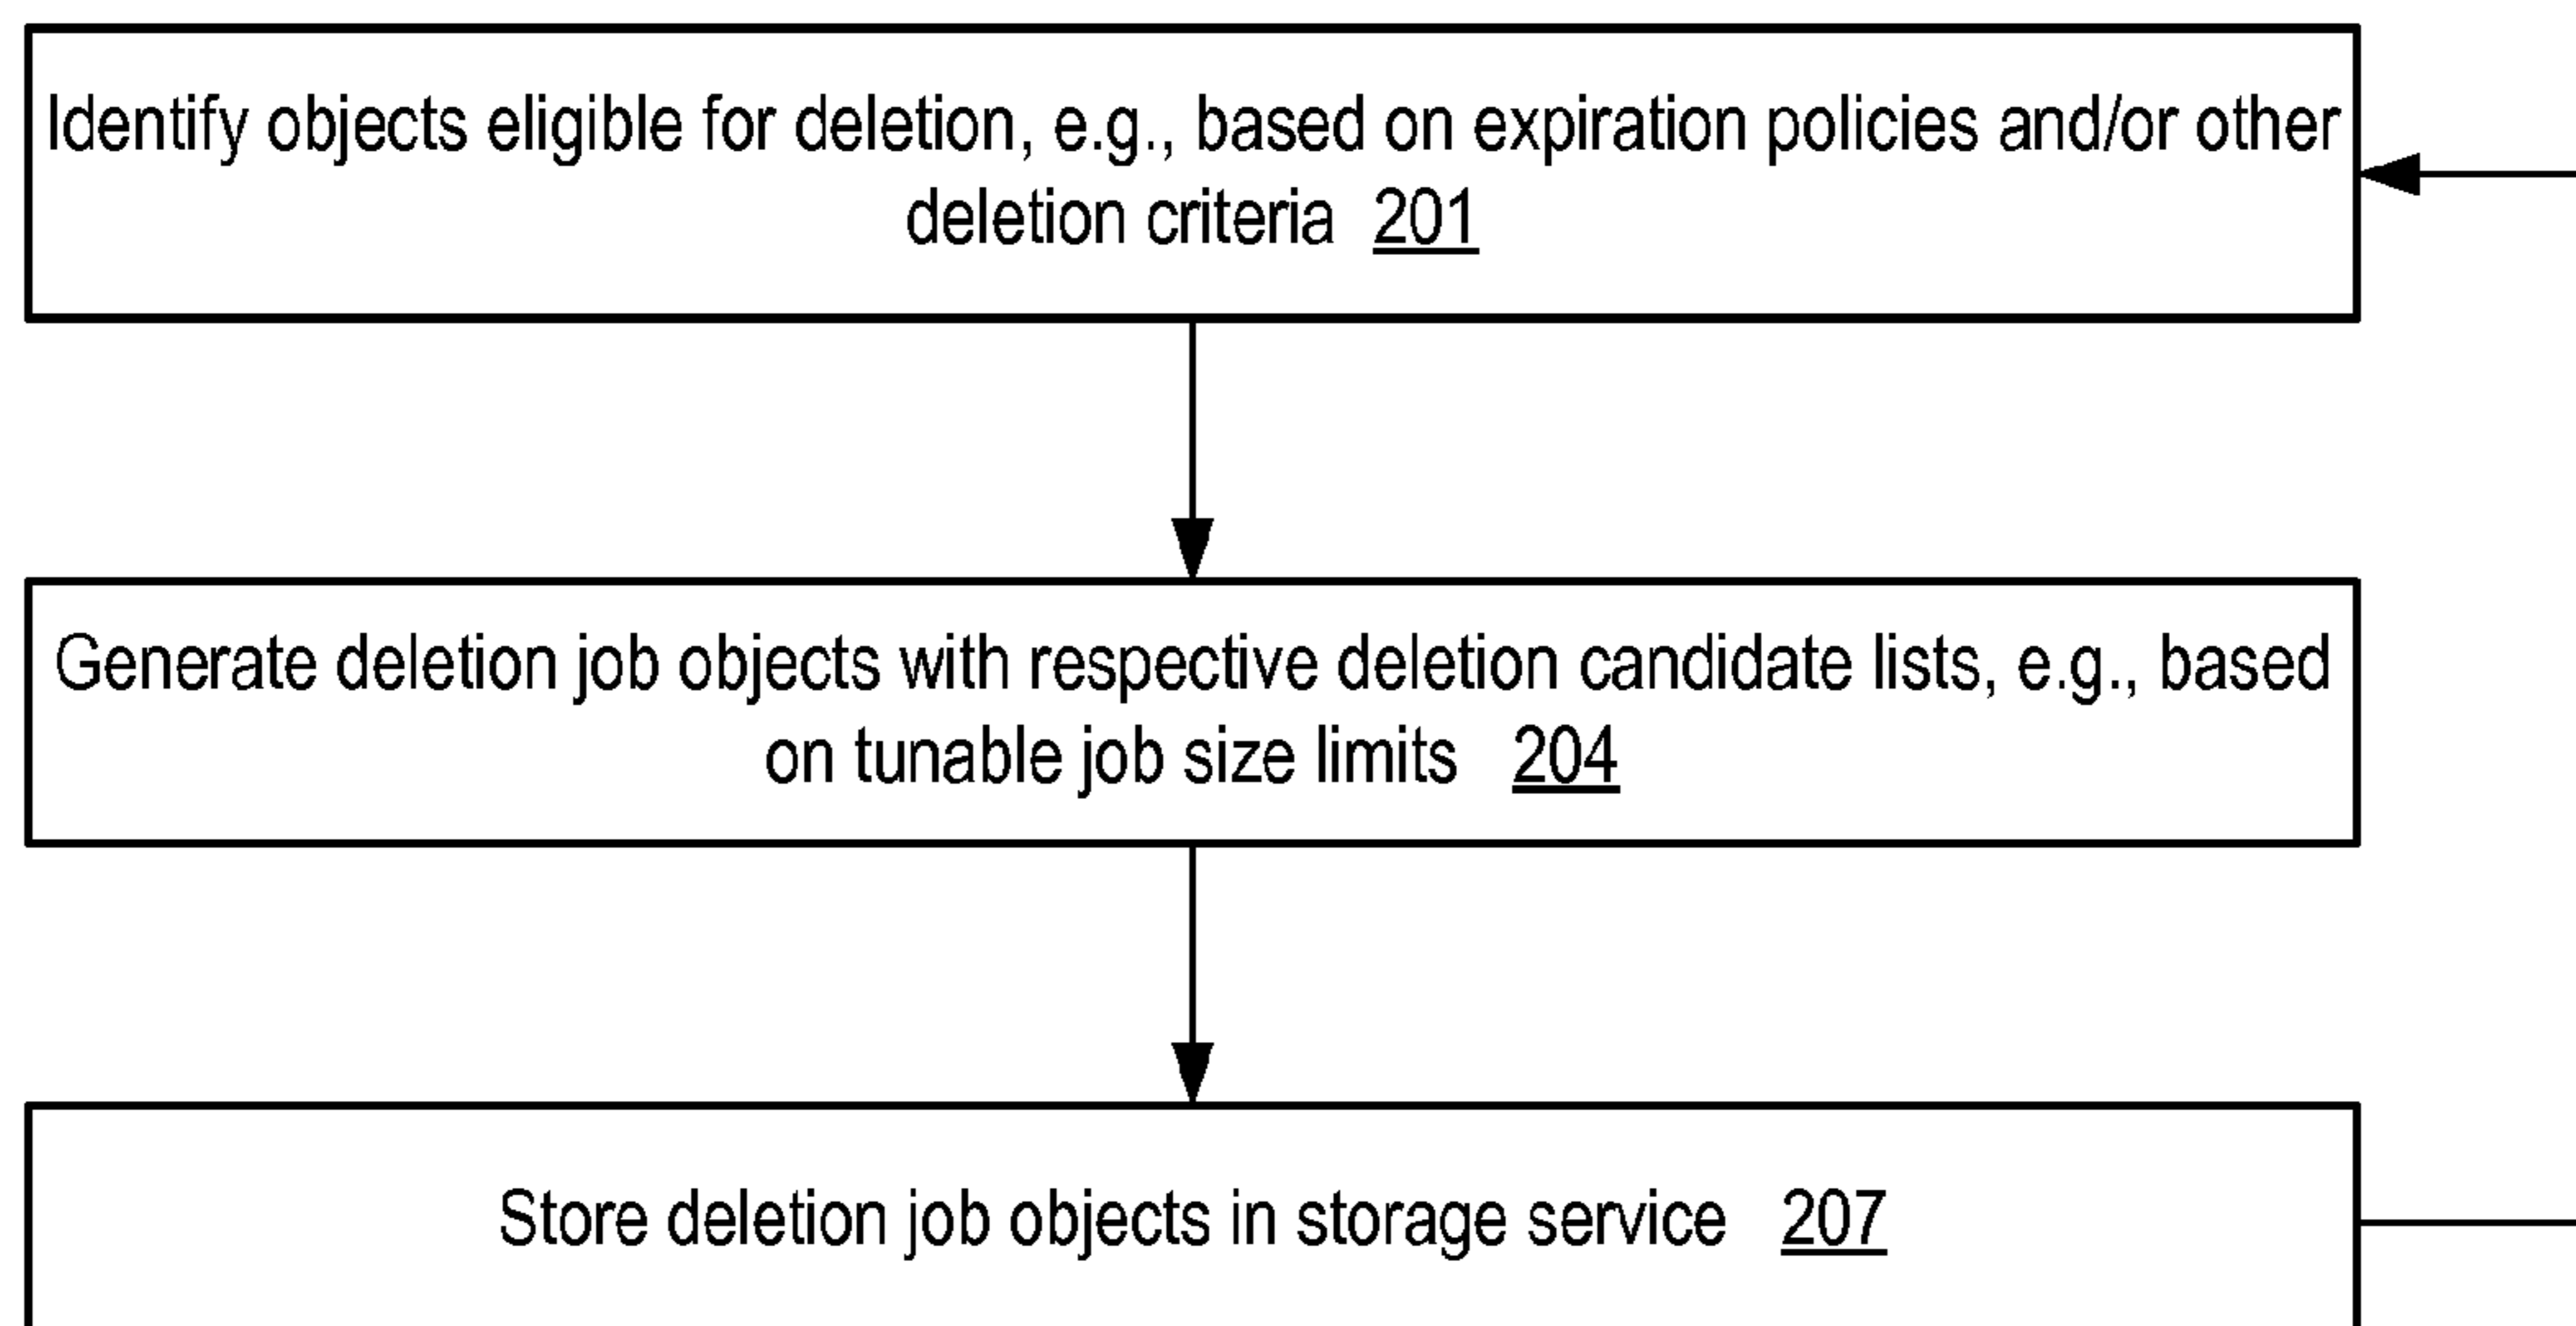 Identify objects eligible for deletion, e.g., based on expiration policies and/or other
deletion criteria 201
Generate deletion job objects with respective deletion candidate lists, e.g., based
on tunable job size limits 204
Store deletion job objects in storage service 207